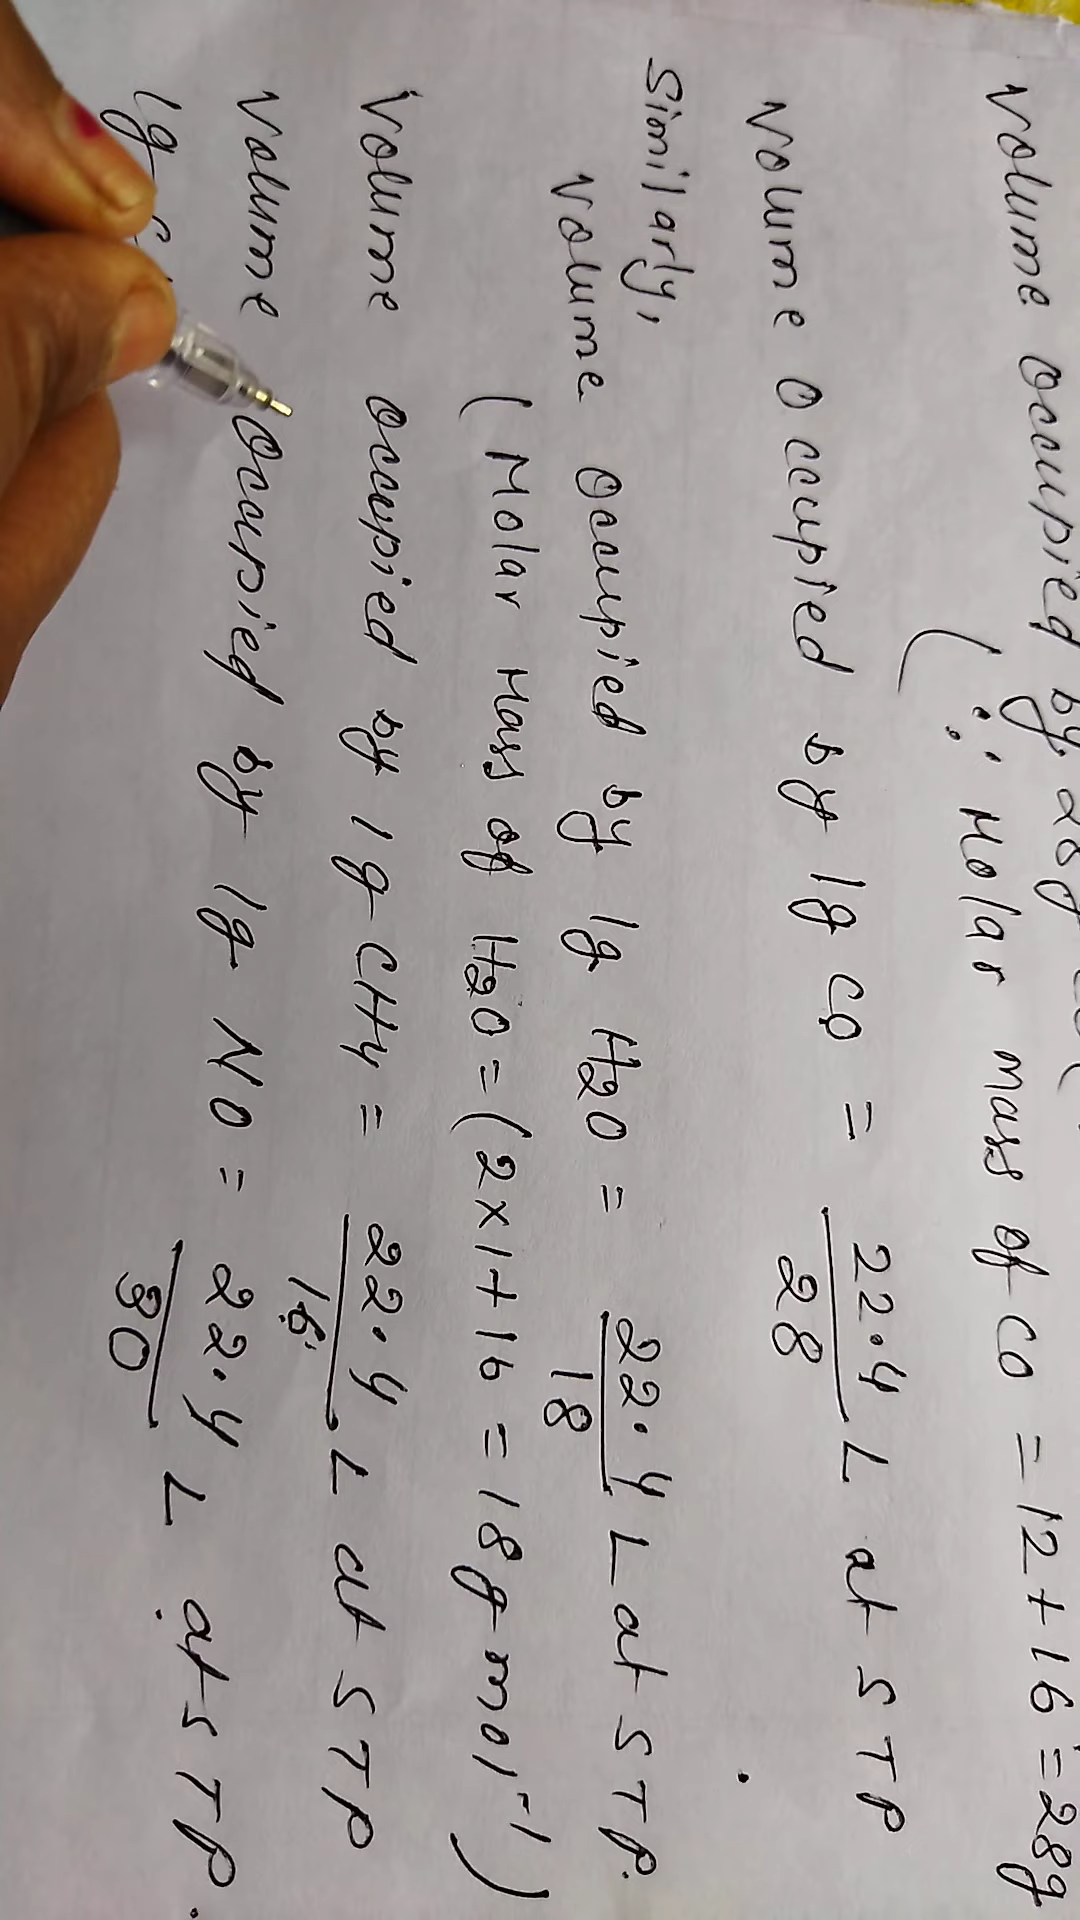 Volume occupied by 28g
(∵ Molar mass of CO = 12 + 16 = 28g
Volume Occupied by 1g CO = 22.4/28 L at STP
Similarly,
Volume Occupied by 1g H2O = 22.4/18 L at STP.
(Molar Mass of H2O = (2×1+16 = 18g mol⁻¹)
Volume occupied by 1g CH4 = 22.4/16 L at STP
Volume Occupied by 1g NO = 22.4/30 L at STP.
1g